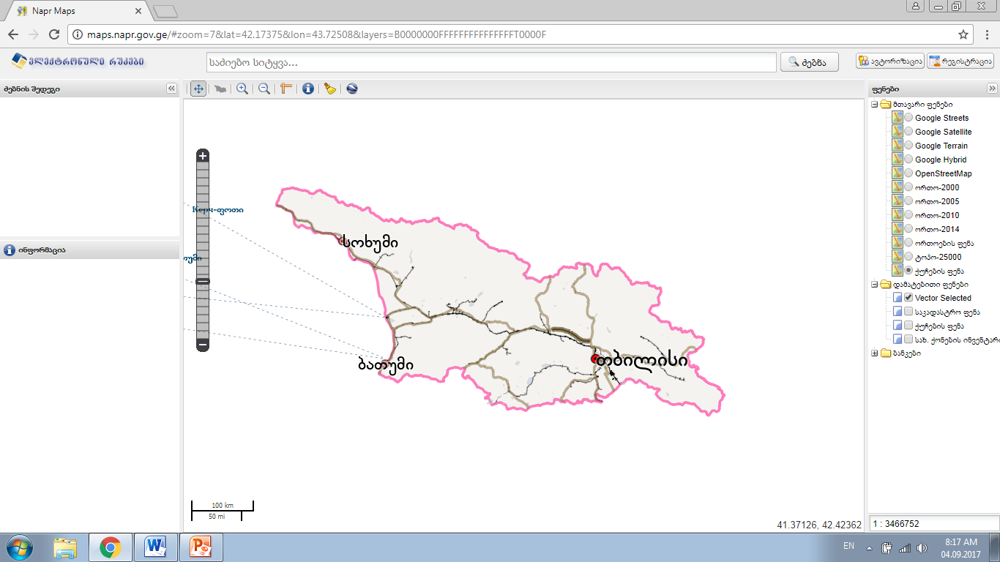 Napr Maps
maps.napr.gov.ge/#zoom=7&lat=42.17375&lon=43.72508&layers=B0000000FFFFFFFFFFFFFFFT0000F
ელექტრონული რუკები
საძიებო სიტყვა...
ძებნა
ავტორიზაცია
რეგისტრაცია
ძებნის შედეგი
ინფორმაცია
Керч-ფოთი
სოხუმი
ბათუმი
თბილისი
100 km
50 mi
41.37126, 42.42362
ფენები
მთავარი ფენები
Google Streets
Google Satellite
Google Terrain
Google Hybrid
OpenStreetMap
ორთო-2000
ორთო-2005
ორთო-2010
ორთო-2014
ორთოების ფენა
ტოპო-25000
ქუჩების ფენა
დამატებითი ფენები
Vector Selected
საკადასტრო ფენა
ქუჩების ფენა
სახ. ქონების ინვენტარი
ბანკები
1 : 3466752
EN
8:17 AM
04.09.2017